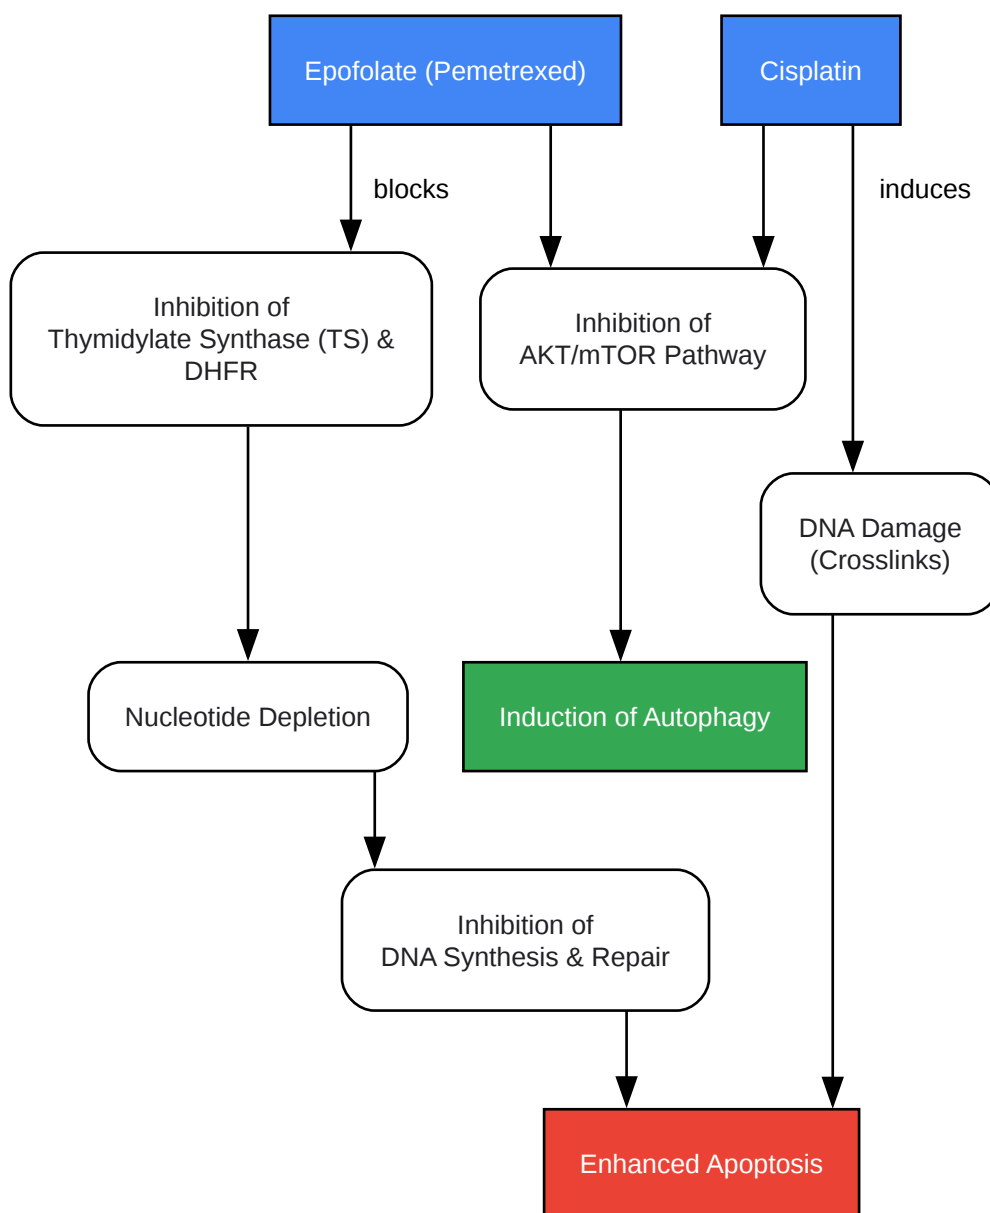 Epofolate (Pemetrexed)
Cisplatin
blocks
induces
Inhibition of
Thymidylate Synthase (TS) &
DHFR
Inhibition of
AKT/mTOR Pathway
DNA Damage
(Crosslinks)
Nucleotide Depletion
Induction of Autophagy
Inhibition of
DNA Synthesis & Repair
Enhanced Apoptosis